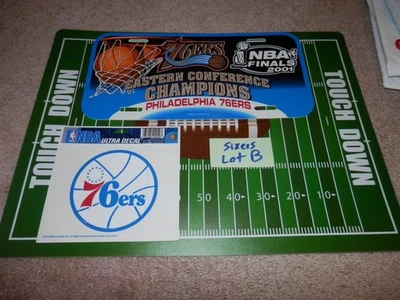 76ERS
NBA
FINALS
2001
EASTERN CONFERENCE
CHAMPIONS
PHILADELPHIA 76ERS
TOUCH DOWN
TOUCH DOWN
NBA
ULTRA DECAL
Sixers
Lot B
76ers
50 40 30 20 10